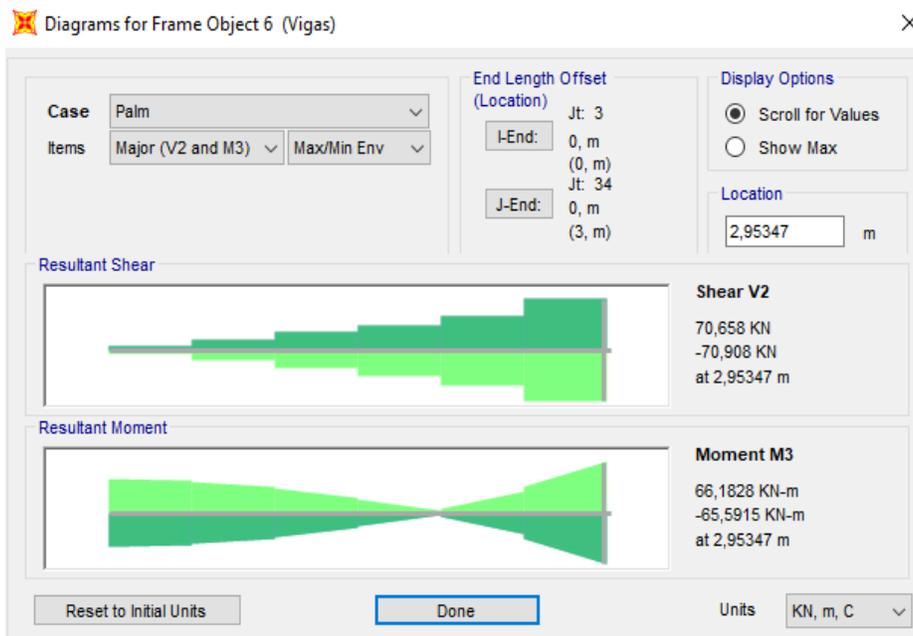 Diagrams for Frame Object 6 (Vigas)
Case Palm
Items Major (V2 and M3) Max/Min Env
End Length Offset
(Location)
I-End:
Jt: 3
0, m
(0, m)
J-End:
Jt: 34
0, m
(3, m)
Display Options
Scroll for Values
Show Max
Location
2,95347 m
Resultant Shear
Shear V2
70,658 KN
-70,908 KN
at 2,95347 m
Resultant Moment
Moment M3
66,1828 KN-m
-65,5915 KN-m
at 2,95347 m
Reset to Initial Units
Done
Units KN, m, C